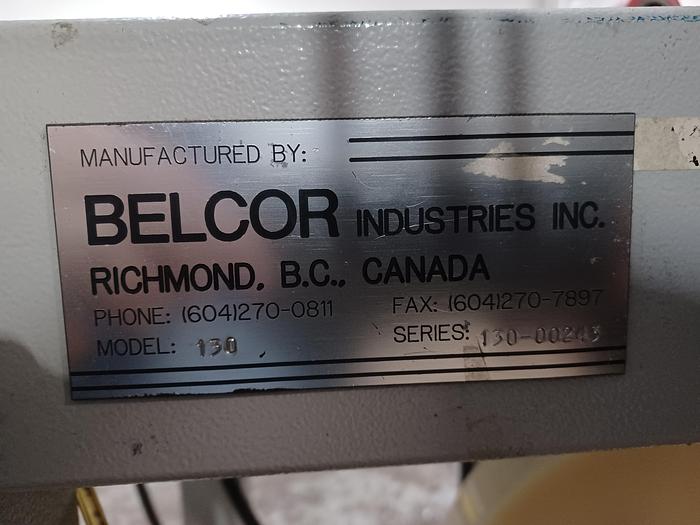 MANUFACTURED BY:
BELCOR INDUSTRIES INC.
RICHMOND, B.C., CANADA
PHONE: (604)270-0811 FAX: (604)270-7897
MODEL: 130 SERIES: 130-00243